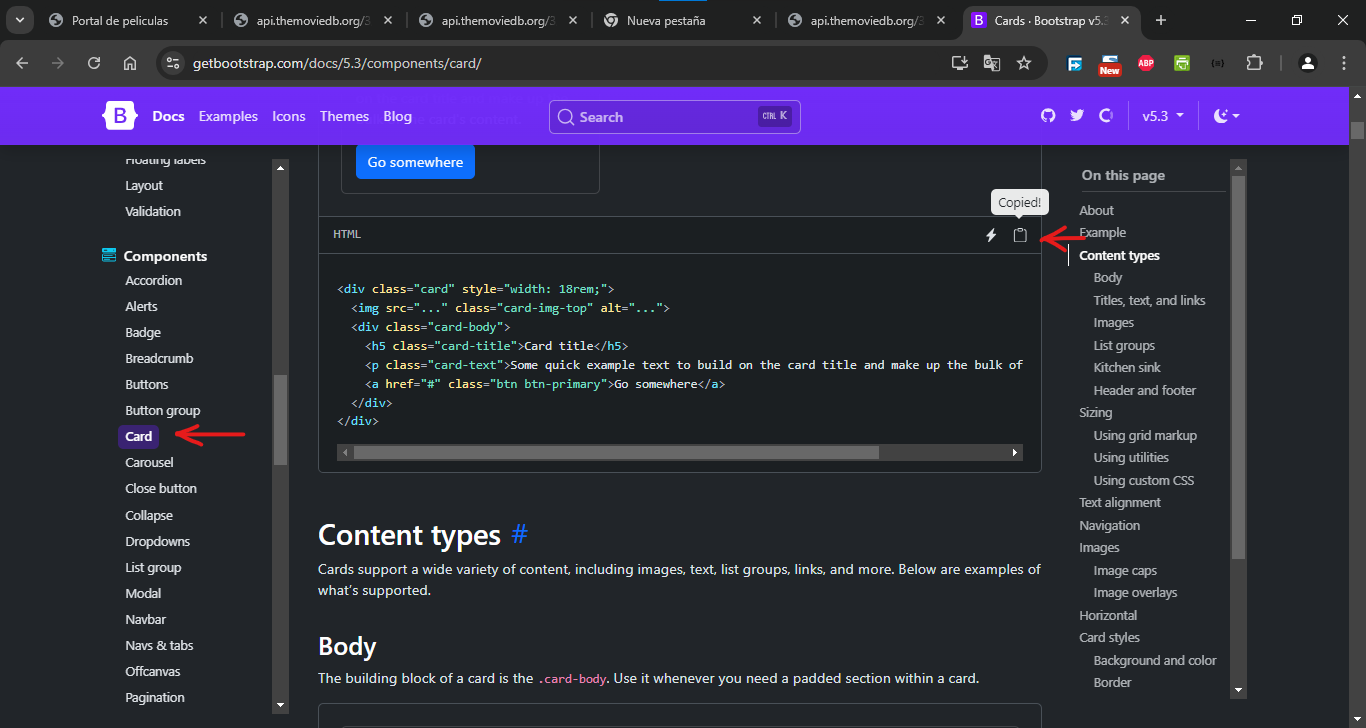 Portal de peliculas
api.themoviedb.org/3
api.themoviedb.org/3
Nueva pestaña
api.themoviedb.org/3
Cards · Bootstrap v5.3
getbootstrap.com/docs/5.3/components/card/
New
ABP
B
Docs
Examples
Icons
Themes
Blog
Search
CTRL K
v5.3
Floating labels
Layout
Validation
Components
Accordion
Alerts
Badge
Breadcrumb
Buttons
Button group
Card
Carousel
Close button
Collapse
Dropdowns
List group
Modal
Navbar
Navs & tabs
Offcanvas
Pagination
Go somewhere
Copied!
HTML
<div class="card" style="width: 18rem;">
<img src="..." class="card-img-top" alt="...">
<div class="card-body">
<h5 class="card-title">Card title</h5>
<p class="card-text">Some quick example text to build on the card title and make up the bulk of
<a href="#" class="btn btn-primary">Go somewhere</a>
</div>
</div>
Content types #
Cards support a wide variety of content, including images, text, list groups, links, and more. Below are examples of
what's supported.
Body
The building block of a card is the .card-body. Use it whenever you need a padded section within a card.
On this page
About
Example
Content types
Body
Titles, text, and links
Images
List groups
Kitchen sink
Header and footer
Sizing
Using grid markup
Using utilities
Using custom CSS
Text alignment
Navigation
Images
Image caps
Image overlays
Horizontal
Card styles
Background and color
Border